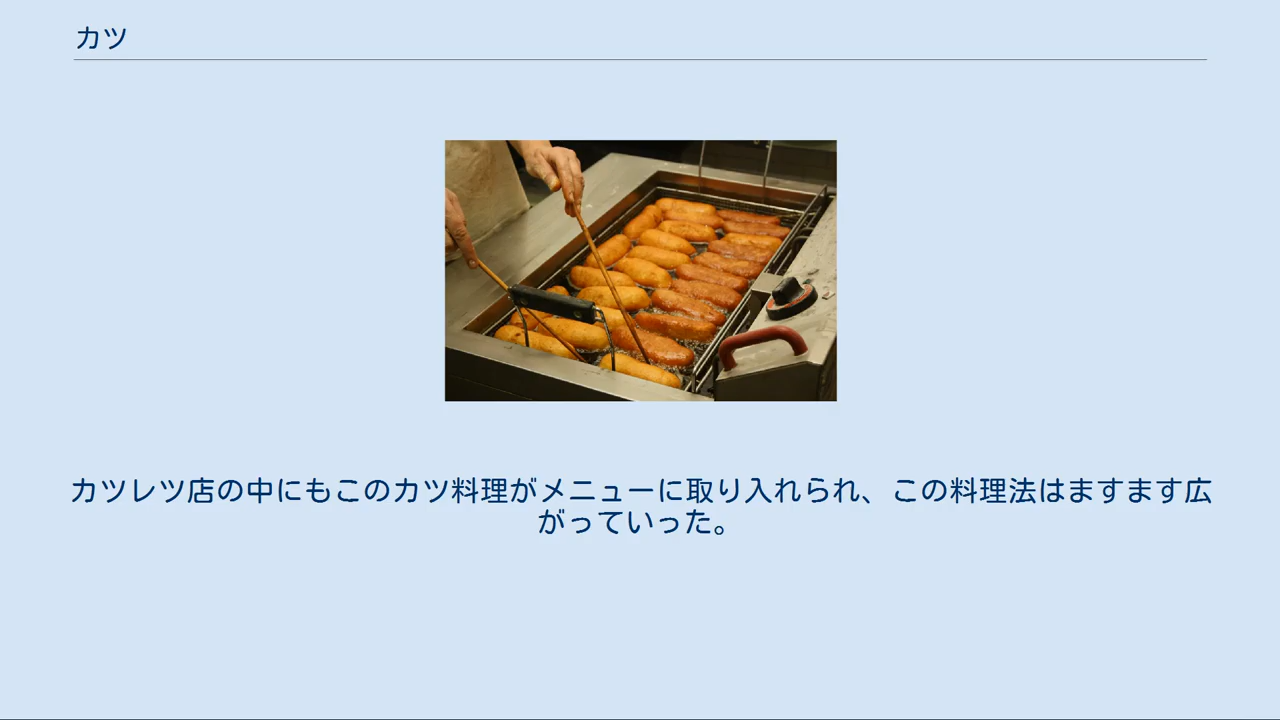 カツ
カツレツ店の中にもこのカツ料理がメニューに取り入れられ、この料理法はますます広
がっていった。